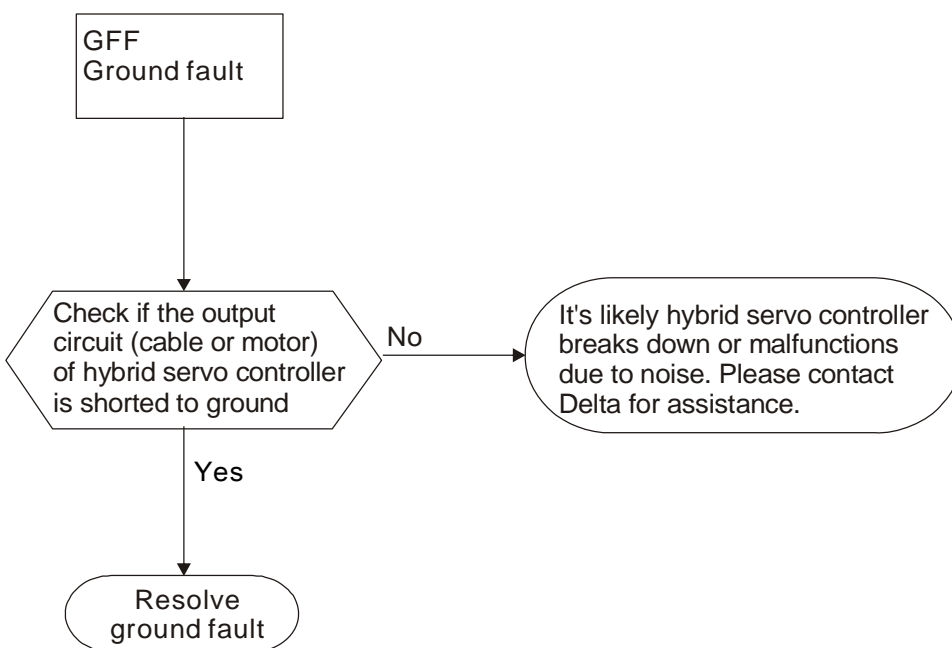 GFF
Ground fault
Check if the output
circuit (cable or motor)
of hybrid servo controller
is shorted to ground
No
It's likely hybrid servo controller
breaks down or malfunctions
due to noise. Please contact
Delta for assistance.
Yes
Resolve
ground fault